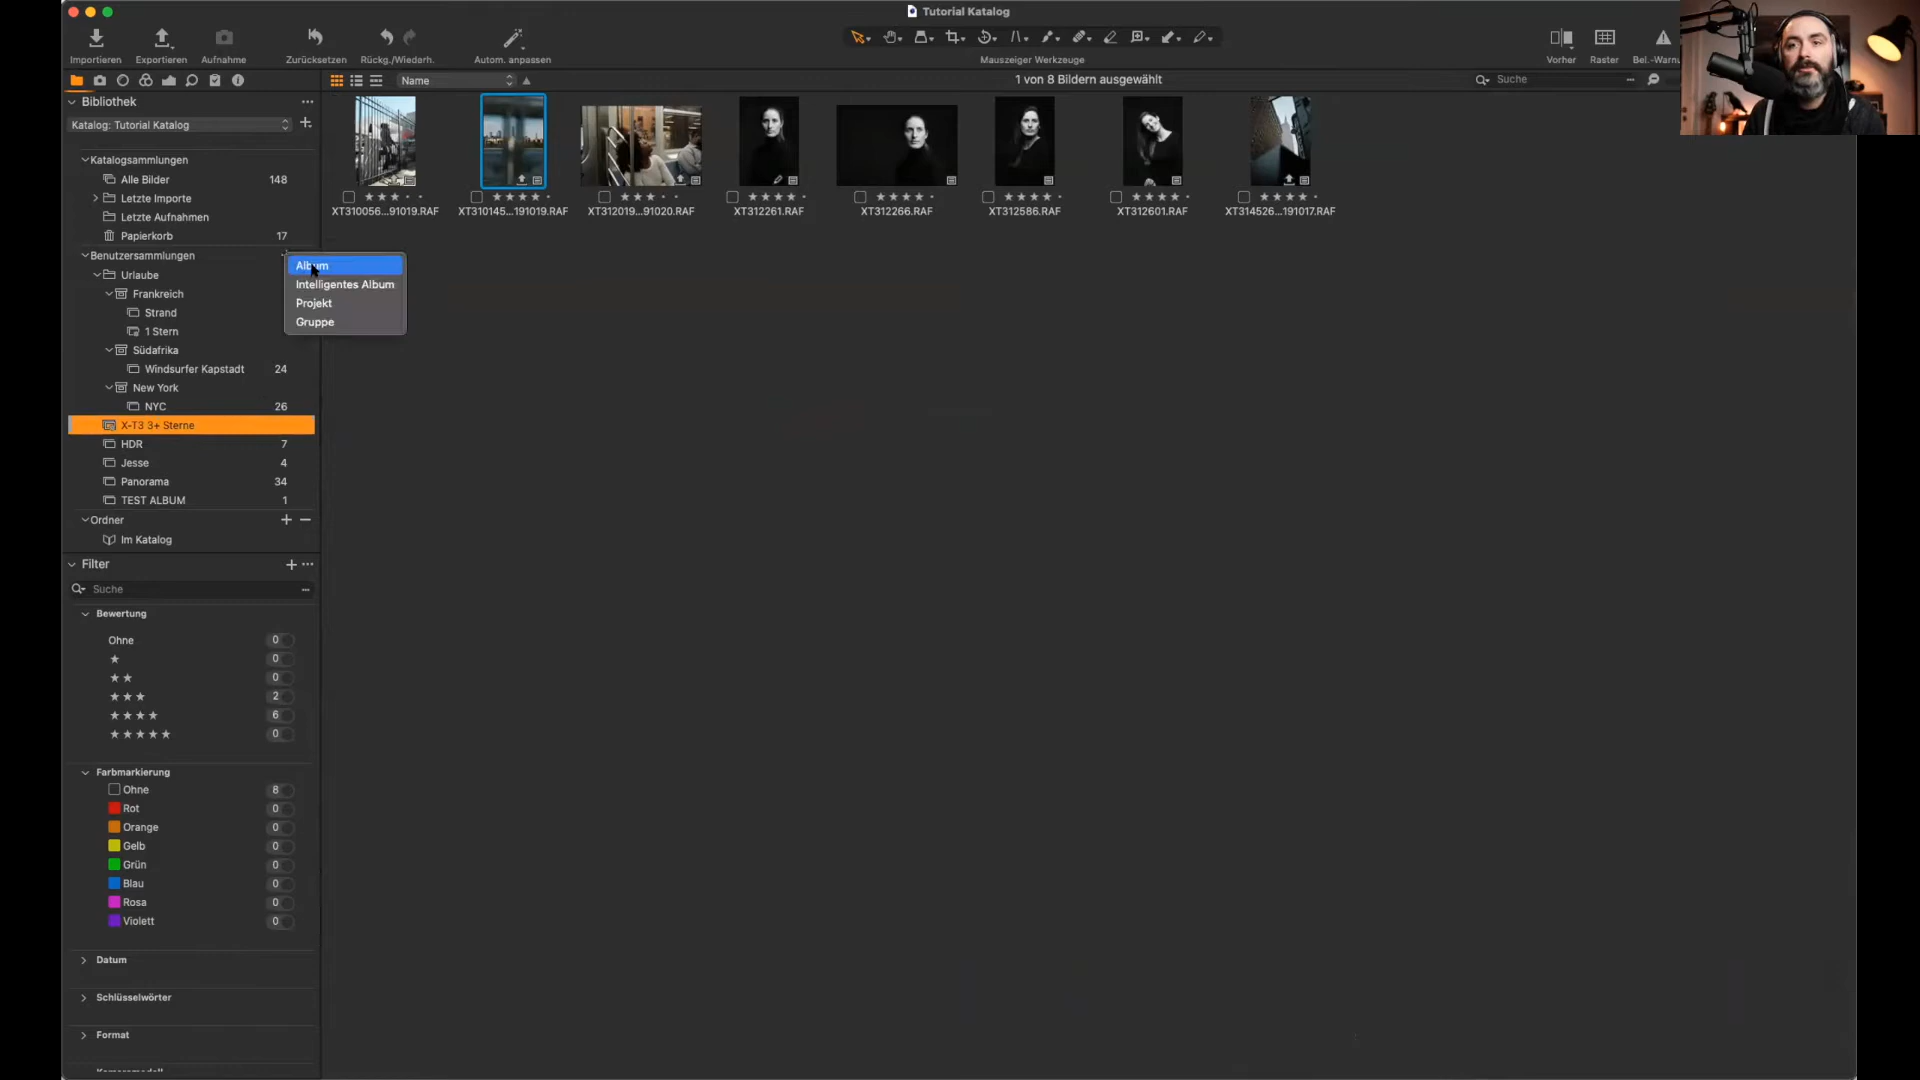 Tutorial Katalog
Importieren Exportieren Aufnahme Zurücksetzen Rückg./Wiederh. Autom. anpassen Mauszeiger Werkzeuge Vorher Raster Bel.-Warnu
Name 1 von 8 Bildern ausgewählt Suche
Bibliothek
Katalog: Tutorial Katalog
Katalogsammlungen
Alle Bilder 148
Letzte Importe
Letzte Aufnahmen
Papierkorb 17
XT310056...91019.RAF XT310145...191019.RAF XT312019...91020.RAF XT312261.RAF XT312266.RAF XT312586.RAF XT312601.RAF XT314526...191017.RAF
Benutzersammlungen
Album
Intelligentes Album
Projekt
Gruppe
Urlaube
Frankreich
Strand
1 Stern
Südafrika
Windsurfer Kapstadt 24
New York
NYC 26
X-T3 3+ Sterne
HDR 7
Jesse 4
Panorama 34
TEST ALBUM 1
Ordner
Im Katalog
Filter
Suche
Bewertung
Ohne 0
0
0
2
6
0
Farbmarkierung
Ohne 8
Rot 0
Orange 0
Gelb 0
Grün 0
Blau 0
Rosa 0
Violett 0
Datum
Schlüsselwörter
Format